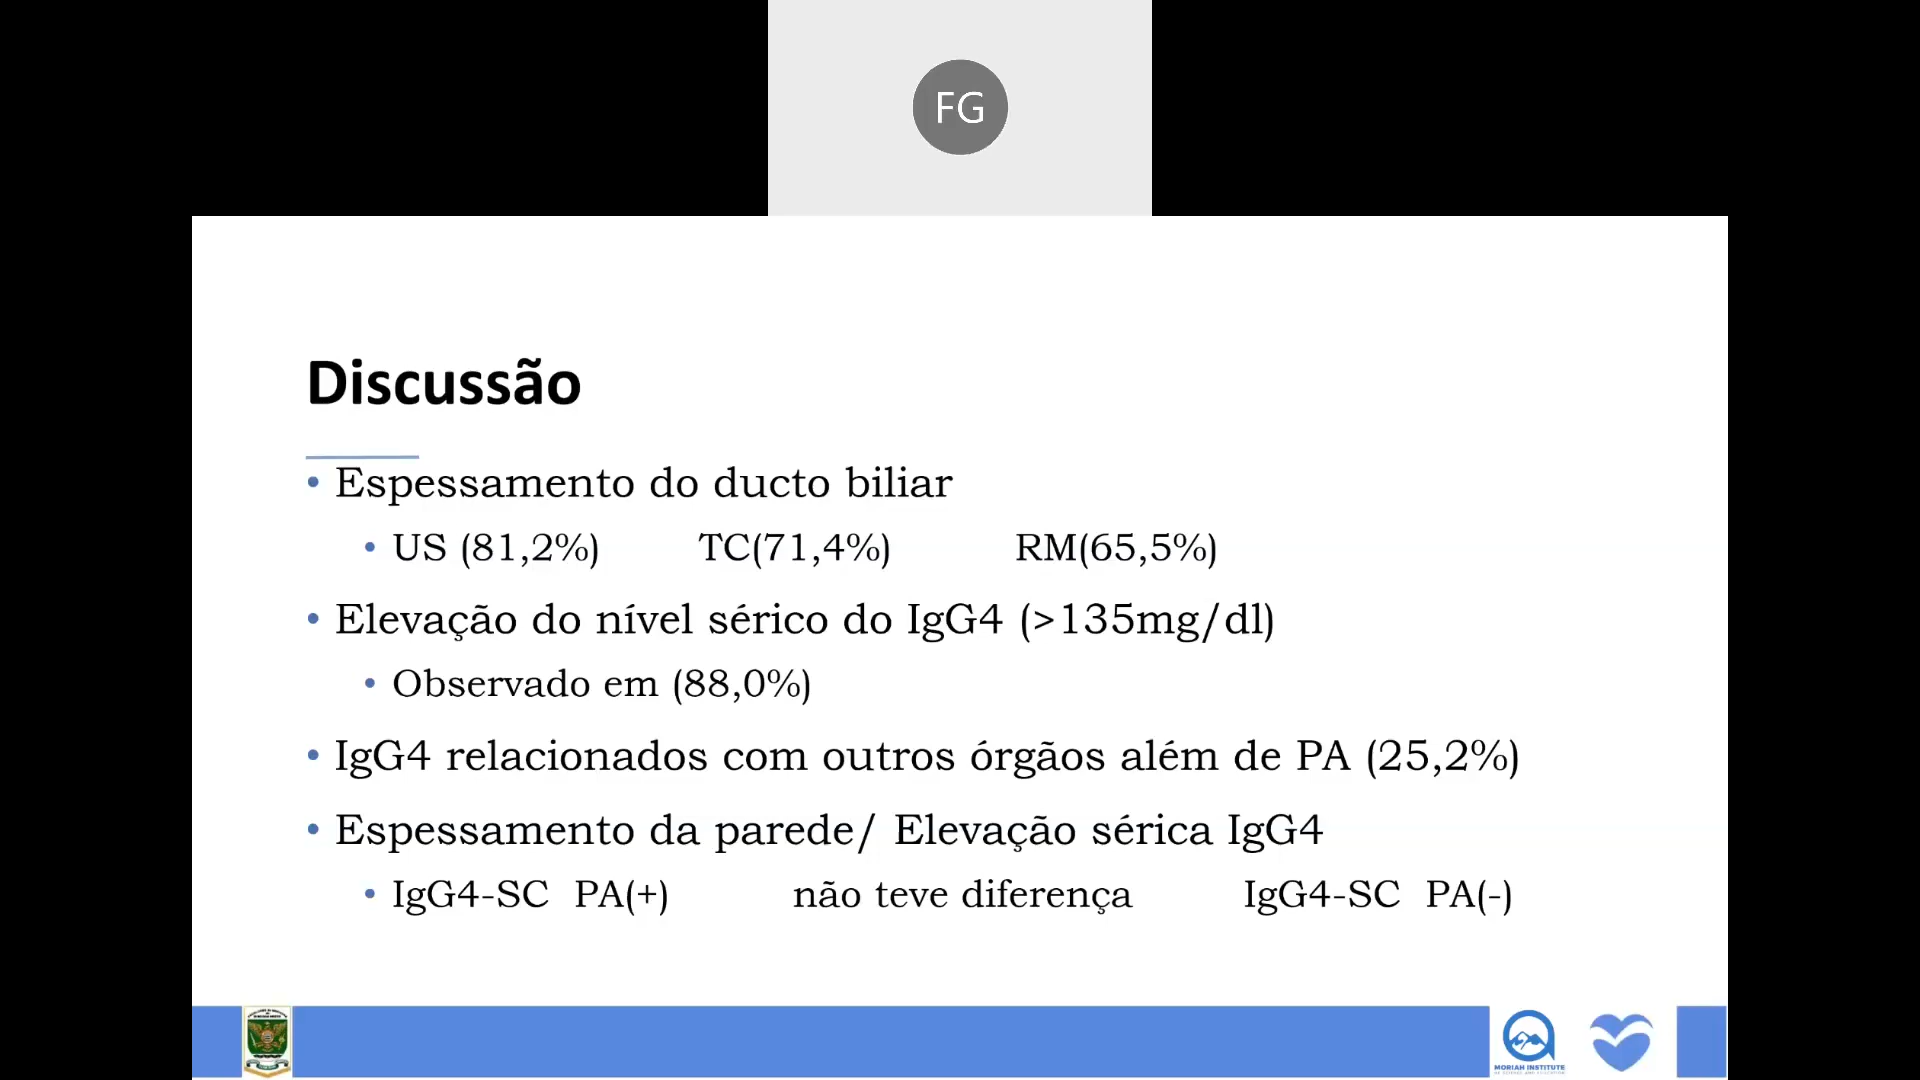 FG
Discussão
• Espessamento do ducto biliar
• US (81,2%) TC(71,4%) RM(65,5%)
• Elevação do nível sérico do IgG4 (>135mg/dl)
• Observado em (88,0%)
• IgG4 relacionados com outros órgãos além de PA (25,2%)
• Espessamento da parede/ Elevação sérica IgG4
• IgG4-SC PA(+) não teve diferença IgG4-SC PA(-)
MORIAH INSTITUTE